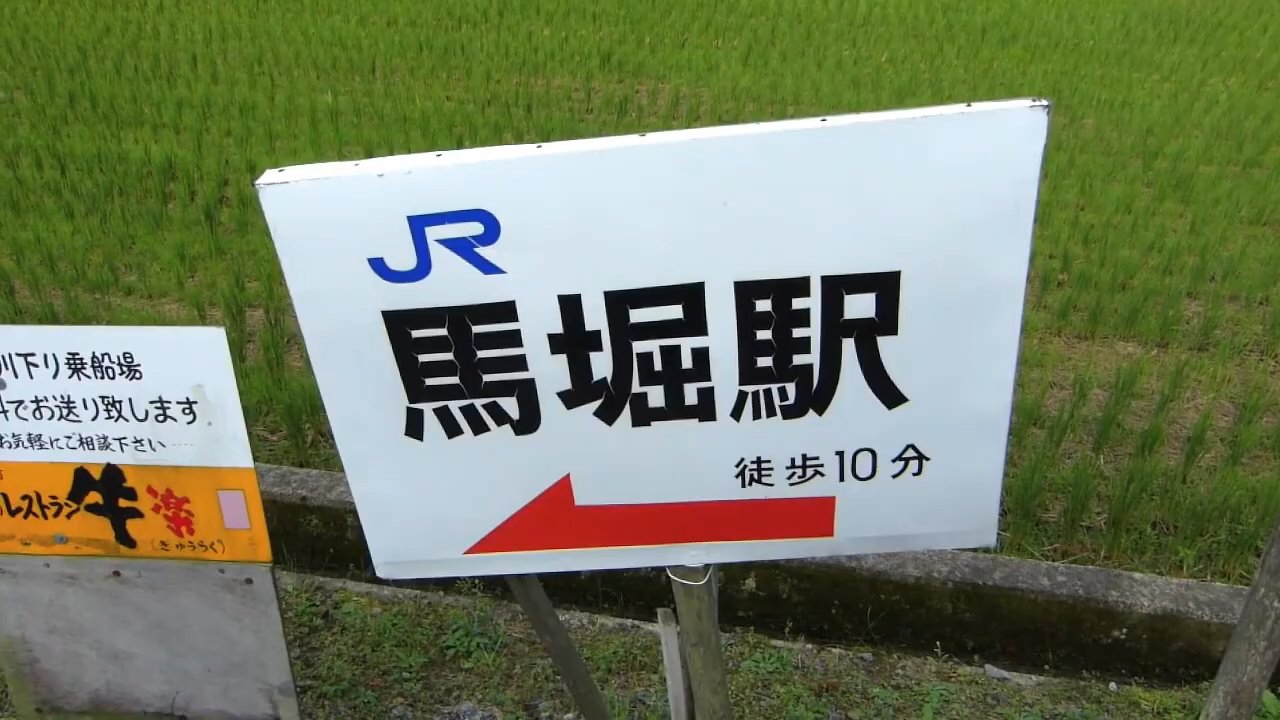 JR
馬堀駅
徒歩10分
川下り乗船場
でお送り致します
お気軽にご相談下さい
レストラン牛楽
(ぎゅうらく)